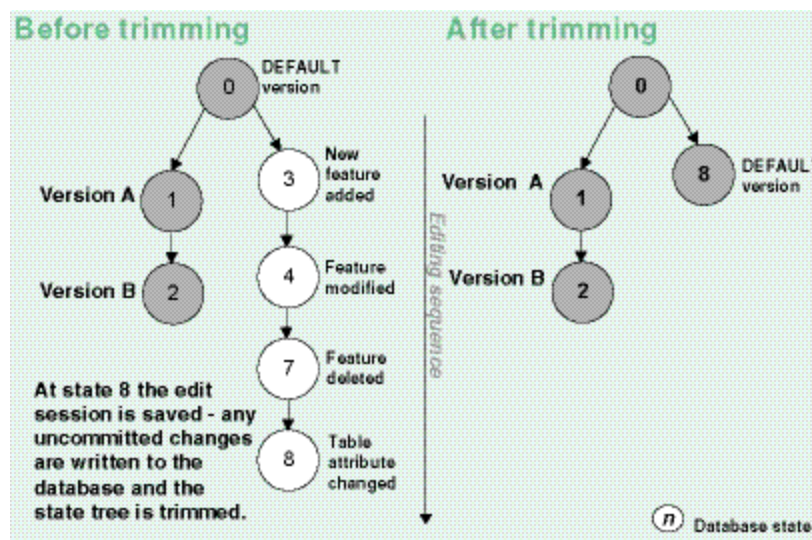 Before trimming
0
DEFAULT
version
Version A
1
3
New
feature
added
Version B
2
4
Feature
modified
7
Feature
deleted
8
Table
attribute
changed
At state 8 the edit
session is saved - any
uncommitted changes
are written to the
database and the
state tree is trimmed.
Editing sequence
After trimming
0
Version A
1
8
DEFAUL
version
Version B
2
n
Database state